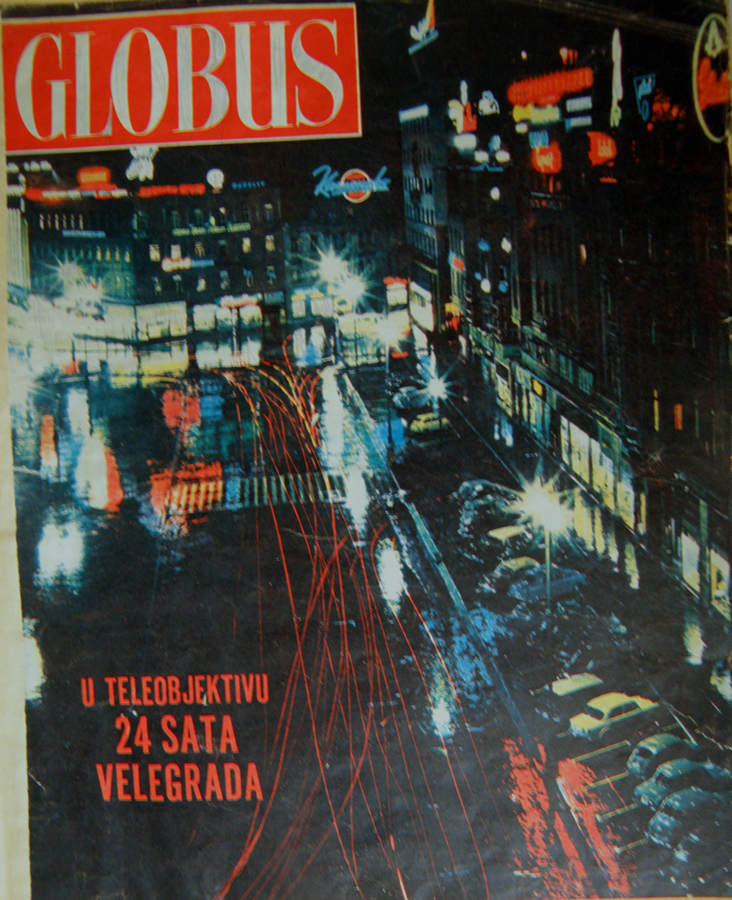 GLOBUS
U TELEOBJEKTIVU
24 SATA
VELEGRADA